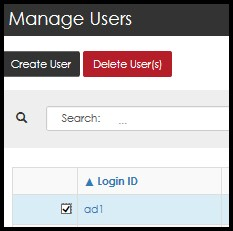 Manage Users
Create User Delete User(s)
Search: ...
▲ Login ID
ad1